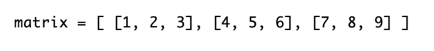 matrix = [ [1, 2, 3], [4, 5, 6], [7, 8, 9] ]